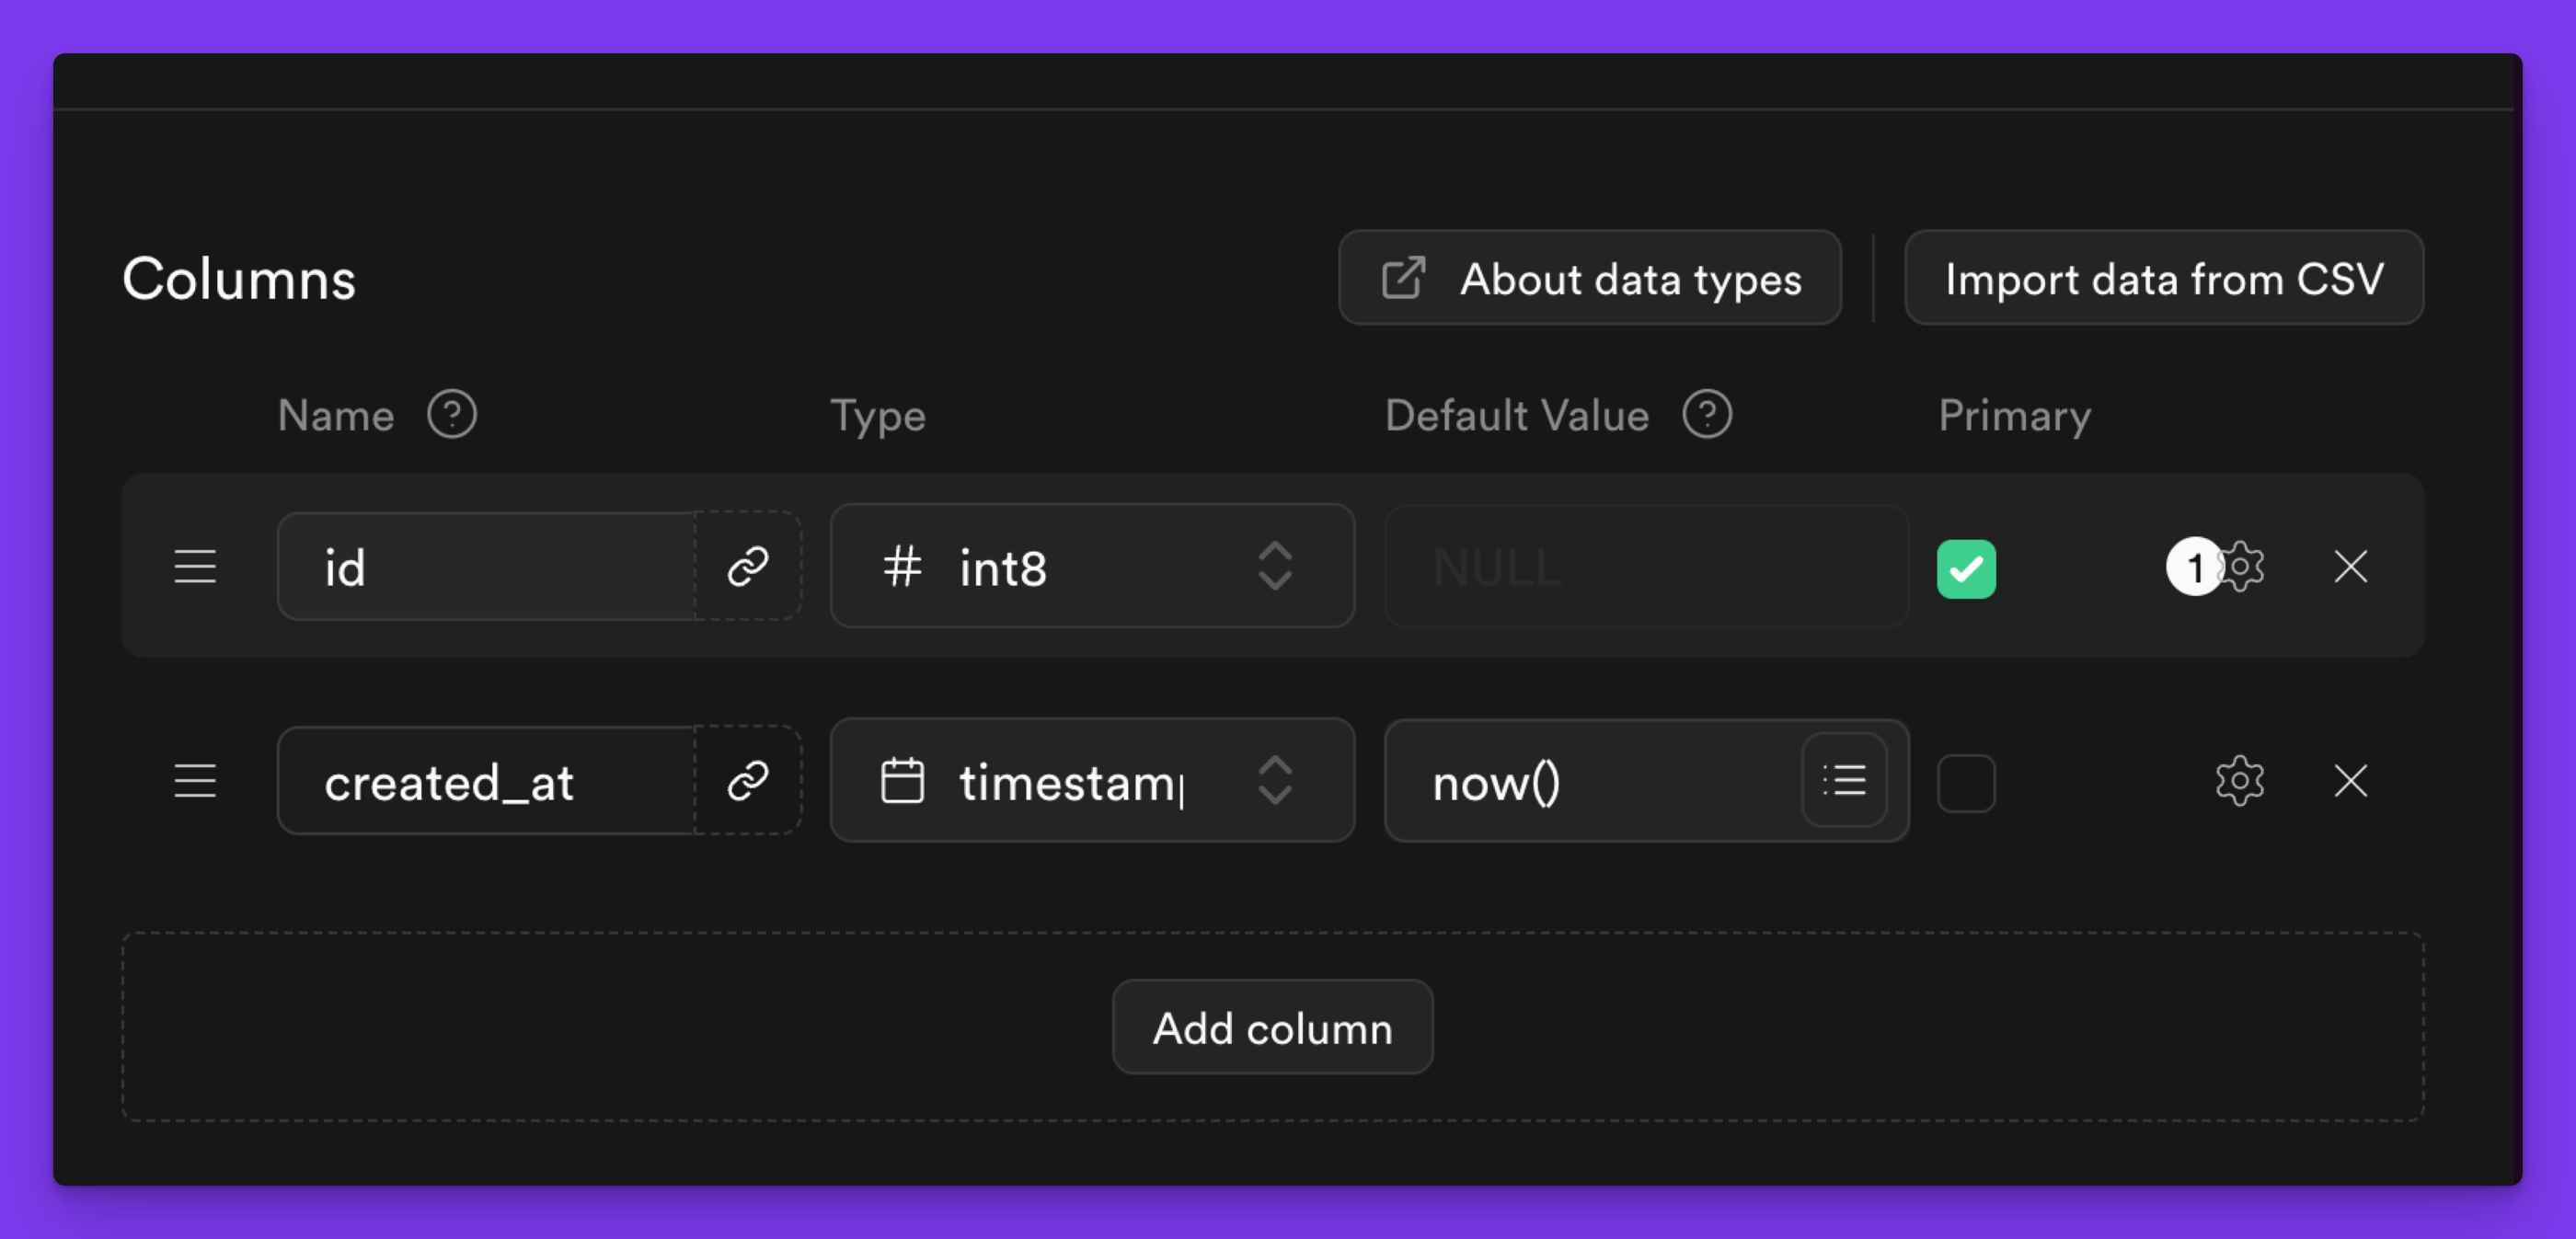 Columns
About data types
Import data from CSV
Name ?
Type
Default Value ?
Primary
id
# int8
NULL
1
created_at
timestam
now()
Add column